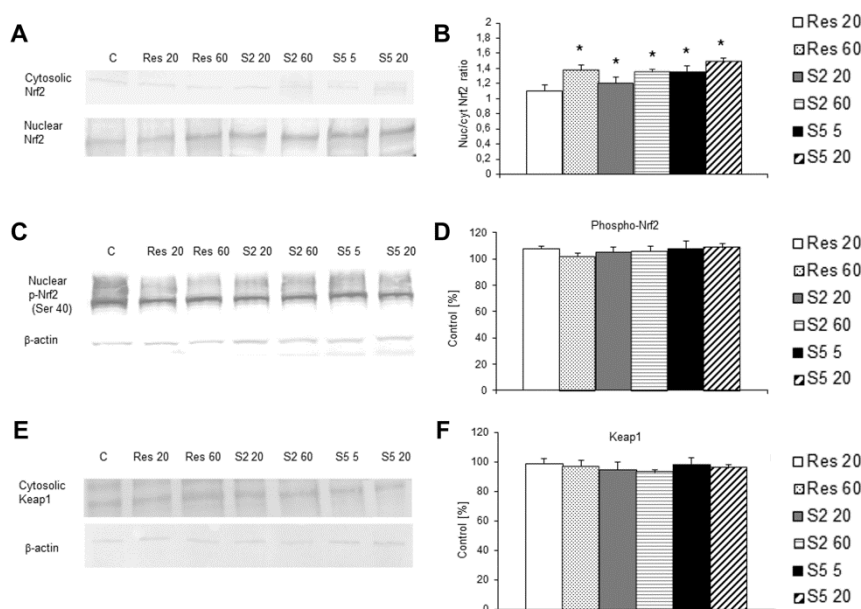 A
C Res 20 Res 60 S2 20 S2 60 S5 5 S5 20
Cytosolic
Nrf2
Nuclear
Nrf2
B
Nuc/cyt Nrf2 ratio
2
1,8
1,6
1,4
1,2
1
0,8
0,6
0,4
0,2
0
* * * * *
Res 20
Res 60
S2 20
S2 60
S5 5
S5 20
C
C Res 20 Res 60 S2 20 S2 60 S5 5 S5 20
Nuclear
p-Nrf2
(Ser 40)
β-actin
D
Phospho-Nrf2
Control [%]
120
100
80
60
40
20
0
Res 20
Res 60
S2 20
S2 60
S5 5
S5 20
E
C Res 20 Res 60 S2 20 S2 60 S5 5 S5 20
Cytosolic
Keap1
β-actin
F
Keap1
Control [%]
120
100
80
60
40
20
0
Res 20
Res 60
S2 20
S2 60
S5 5
S5 20